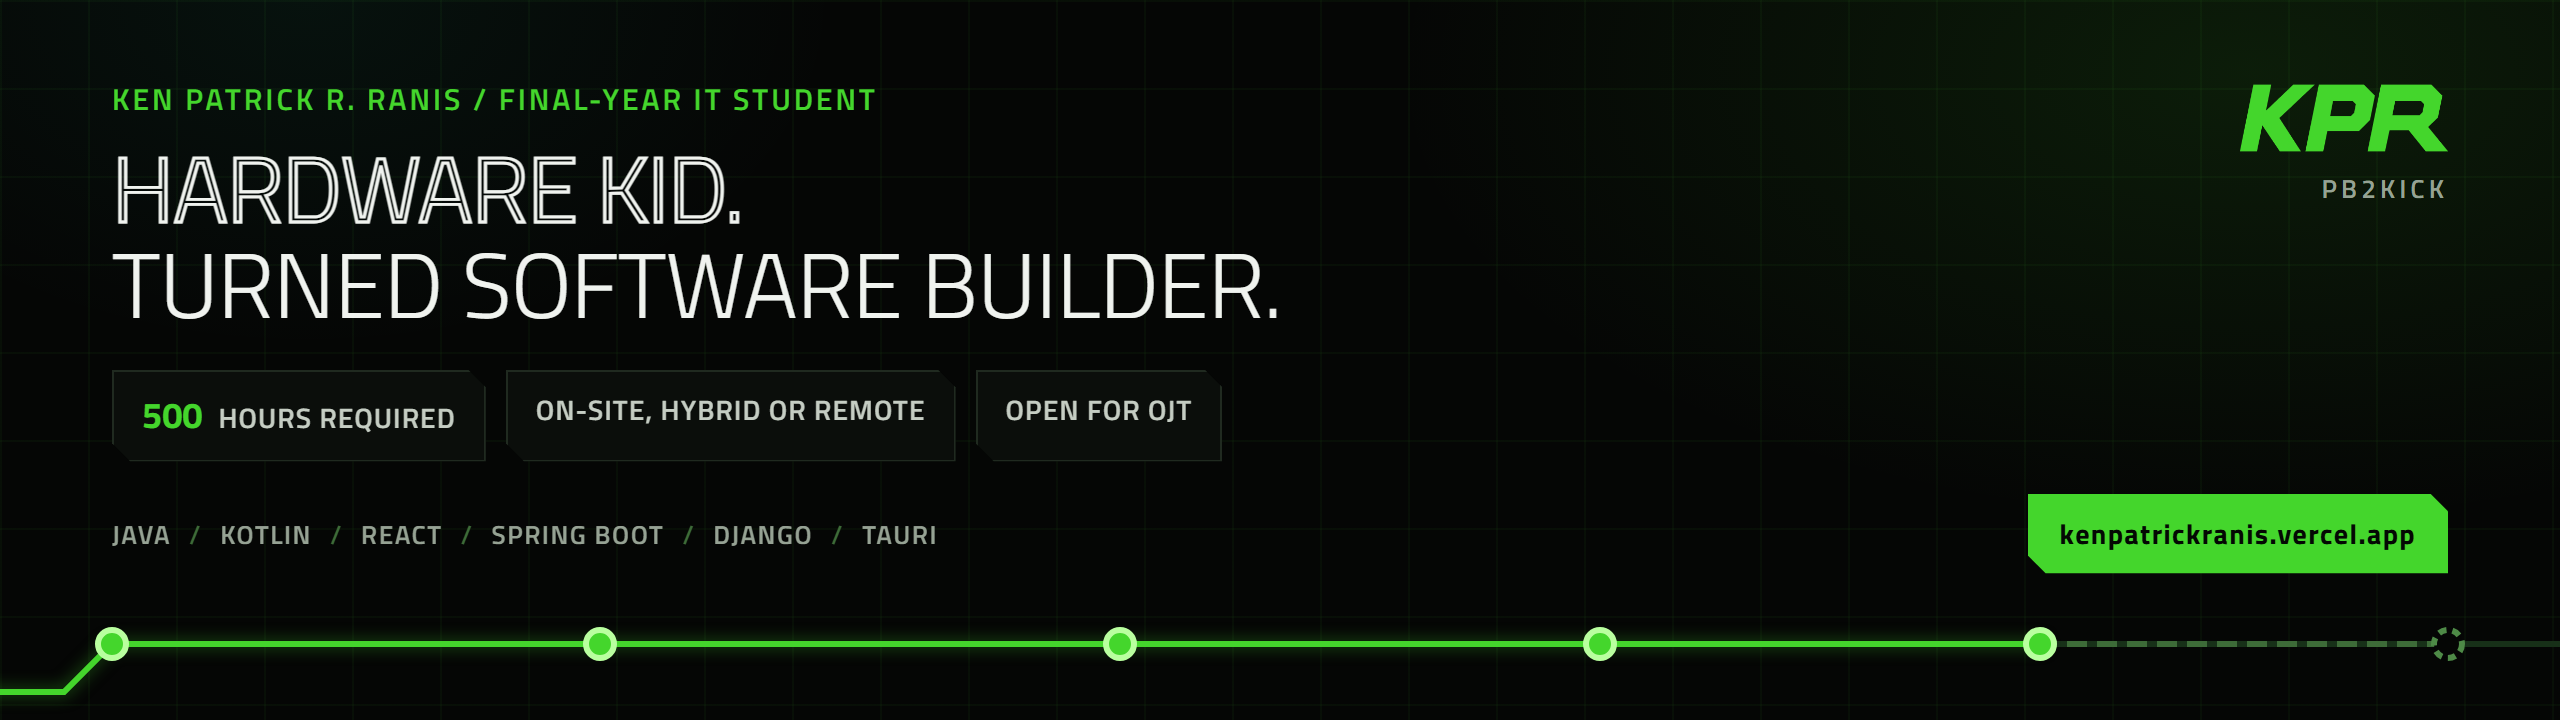 KEN PATRICK R. RANIS / FINAL-YEAR IT STUDENT
HARDWARE KID.
TURNED SOFTWARE BUILDER.
500 HOURS REQUIRED
ON-SITE, HYBRID OR REMOTE
OPEN FOR OJT
JAVA / KOTLIN / REACT / SPRING BOOT / DJANGO / TAURI
KPR
PB2KICK
kenpatrickranis.vercel.app